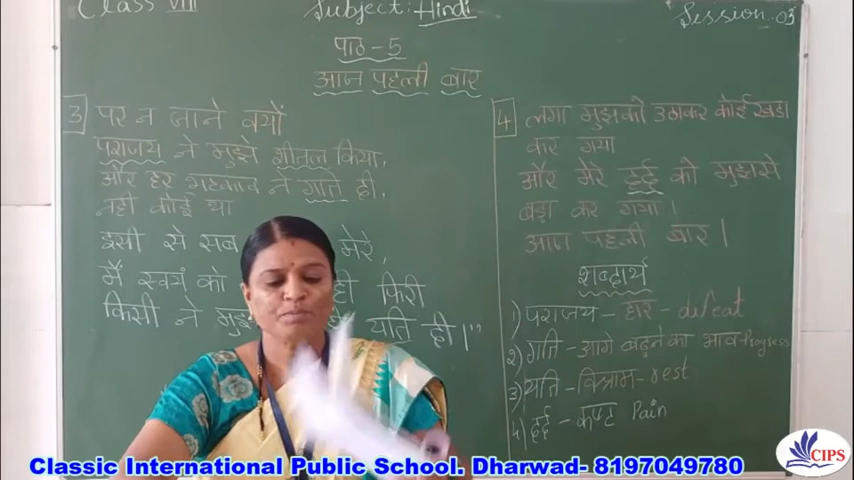 Class VIII
Subject: Hindi
Session. 03
पाठ - 5
आज पहली बार
3
पर न जाने क्यों
पराजय ने मुझे शीतल किया,
और हर भटकाव ने गति दी,
नही कोई था
इसी से सब मेरे,
मैं स्वयं को ही फिरी
किसी ने यति दी।"
4
लगा मुझको उठाकर कोई खडा
कर गया
और मेरे दर्द को मुझसे
बड़ा कर गया।
आज पहली बार।
शब्दार्थ
1) पराजय - हार - defeat
2) गति - आगे बढ़ने का भाव - Progress
3) यति - विश्राम - rest
4) दर्द - कष्ट Pain
Classic International Public School. Dharwad- 8197049780
CIPS